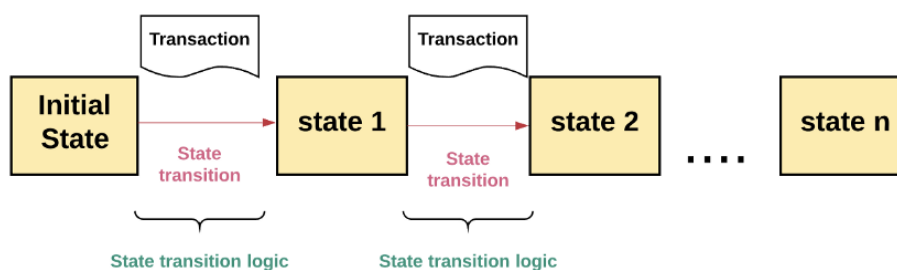 Transaction
Transaction
Initial
State
state 1
state 2
....
state n
State
transition
State
transition
State transition logic
State transition logic